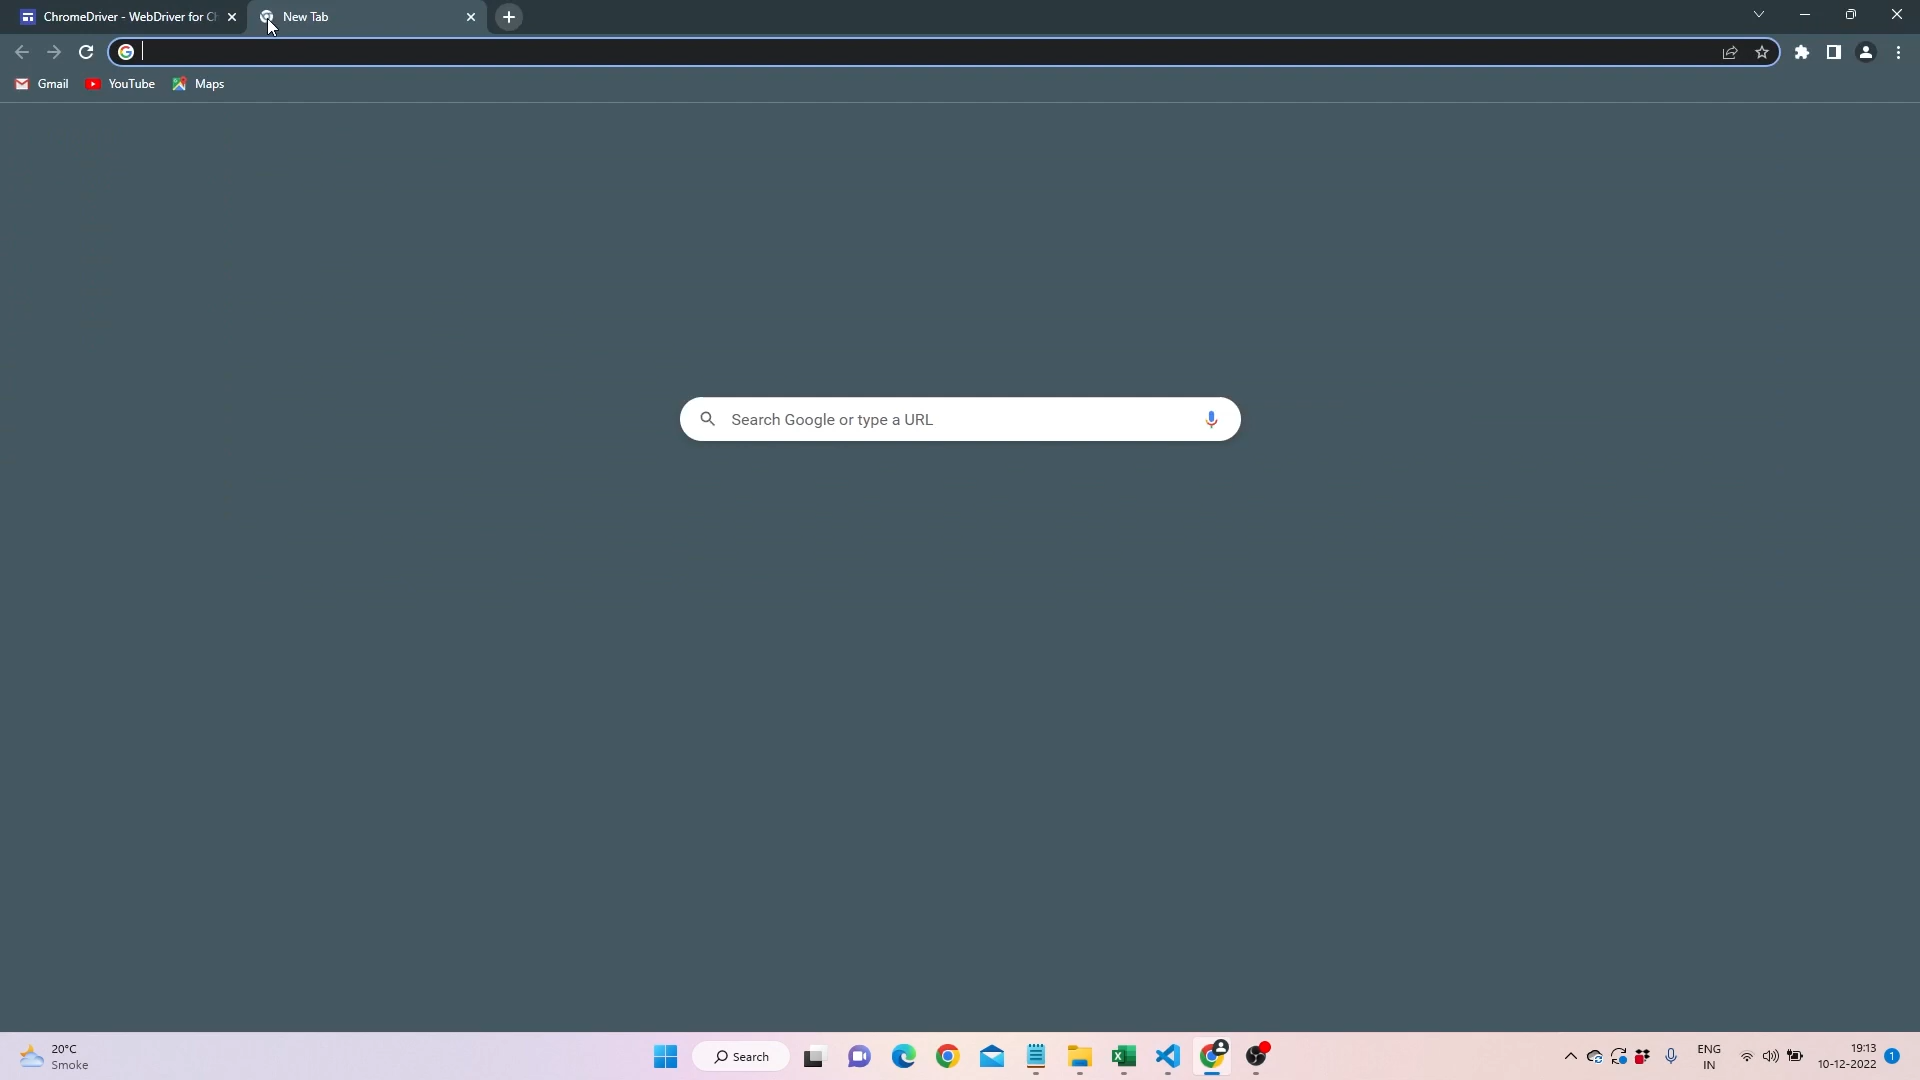 ChromeDriver - WebDriver for Ch
New Tab
Gmail
YouTube
Maps
Search Google or type a URL
20°C
Smoke
Search
ENG
IN
19:13
10-12-2022
1